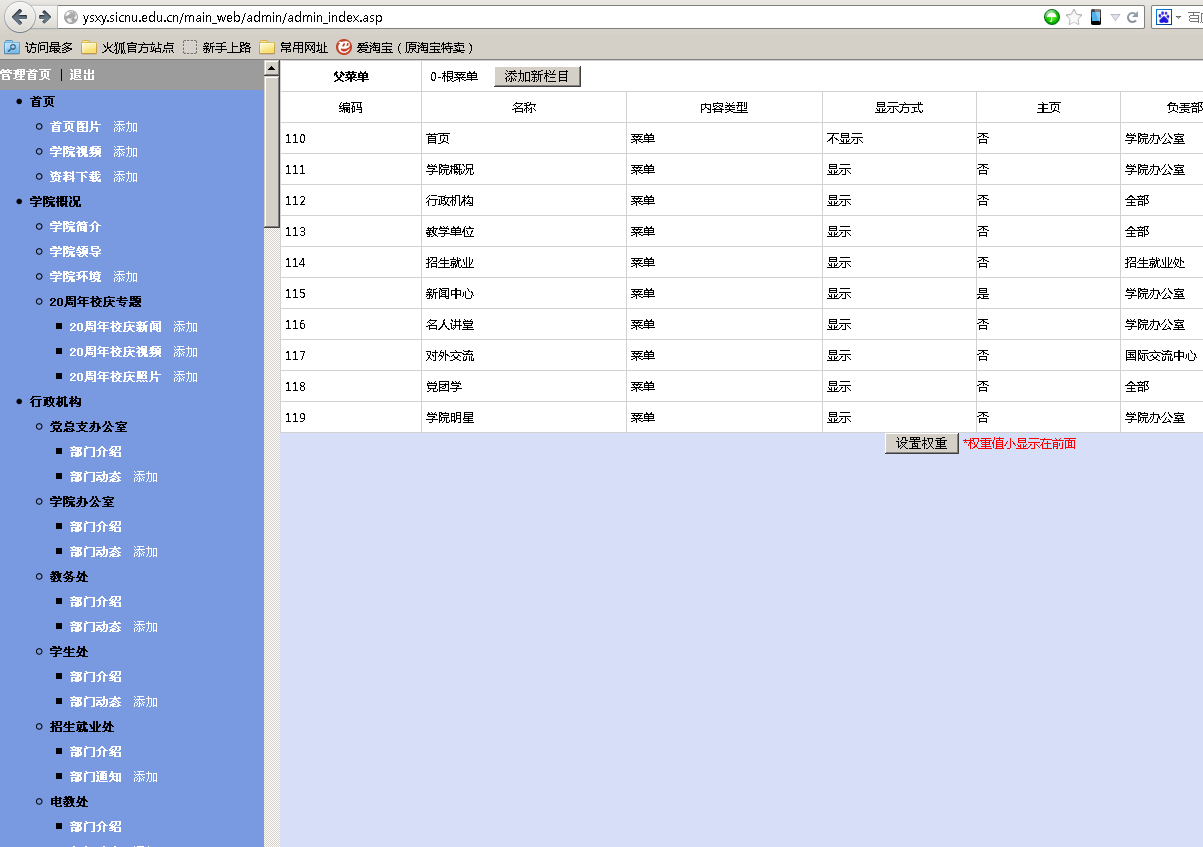 ysxy.sicnu.edu.cn/main_web/admin/admin_index.asp
访问最多 火狐官方站点 新手上路 常用网址 爱淘宝（原淘宝特卖）
管理首页 | 退出
首页
首页图片 添加
学院视频 添加
资料下载 添加
学院概况
学院简介
学院领导
学院环境 添加
20周年校庆专题
20周年校庆新闻 添加
20周年校庆视频 添加
20周年校庆照片 添加
行政机构
党总支办公室
部门介绍
部门动态 添加
学院办公室
部门介绍
部门动态 添加
教务处
部门介绍
部门动态 添加
学生处
部门介绍
部门动态 添加
招生就业处
部门介绍
部门通知 添加
电教处
部门介绍
父菜单 0-根菜单 添加新栏目
编码 名称 内容类型 显示方式 主页 负责部
110 首页 菜单 不显示 否 学院办公室
111 学院概况 菜单 显示 否 学院办公室
112 行政机构 菜单 显示 否 全部
113 教学单位 菜单 显示 否 全部
114 招生就业 菜单 显示 否 招生就业处
115 新闻中心 菜单 显示 是 学院办公室
116 名人讲堂 菜单 显示 否 学院办公室
117 对外交流 菜单 显示 否 国际交流中心
118 党团学 菜单 显示 否 全部
119 学院明星 菜单 显示 否 学院办公室
设置权重 *权重值小显示在前面